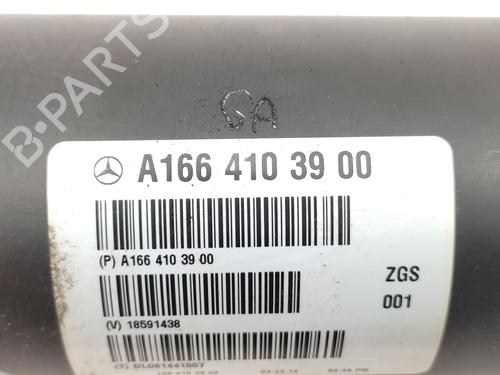 GA
B-PARTS
A166 410 39 00
(P) A166 410 39 00
ZGS
001
(V) 18591438